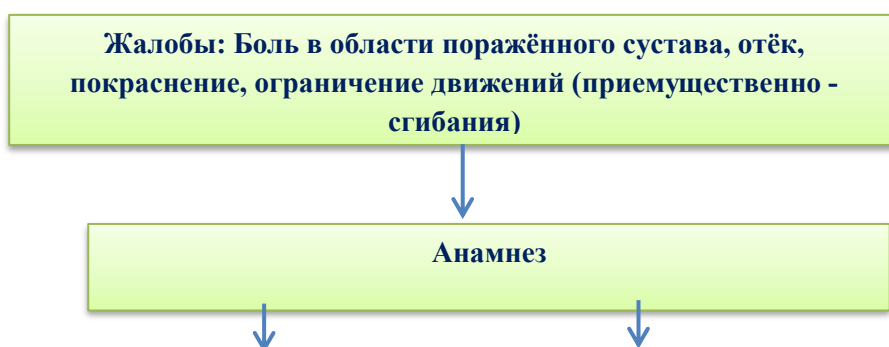 Жалобы: Боль в области поражённого сустава, отёк,
покраснение, ограничение движений (приемущественно -
сгибания)
Анамнез